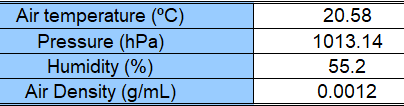 Air temperature (ºC) 20.58
Pressure (hPa) 1013.14
Humidity (%) 55.2
Air Density (g/mL) 0.0012